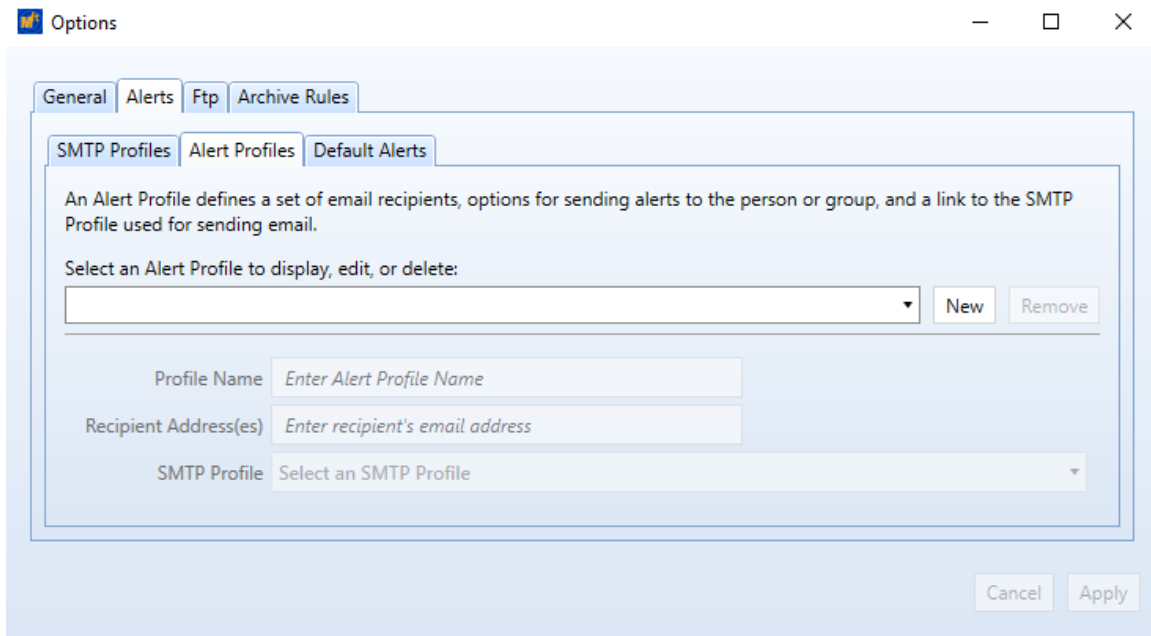 Mft Options
General Alerts Ftp Archive Rules
SMTP Profiles Alert Profiles Default Alerts
An Alert Profile defines a set of email recipients, options for sending alerts to the person or group, and a link to the SMTP
Profile used for sending email.
Select an Alert Profile to display, edit, or delete:
New Remove
Profile Name Enter Alert Profile Name
Recipient Address(es) Enter recipient's email address
SMTP Profile Select an SMTP Profile
Cancel Apply